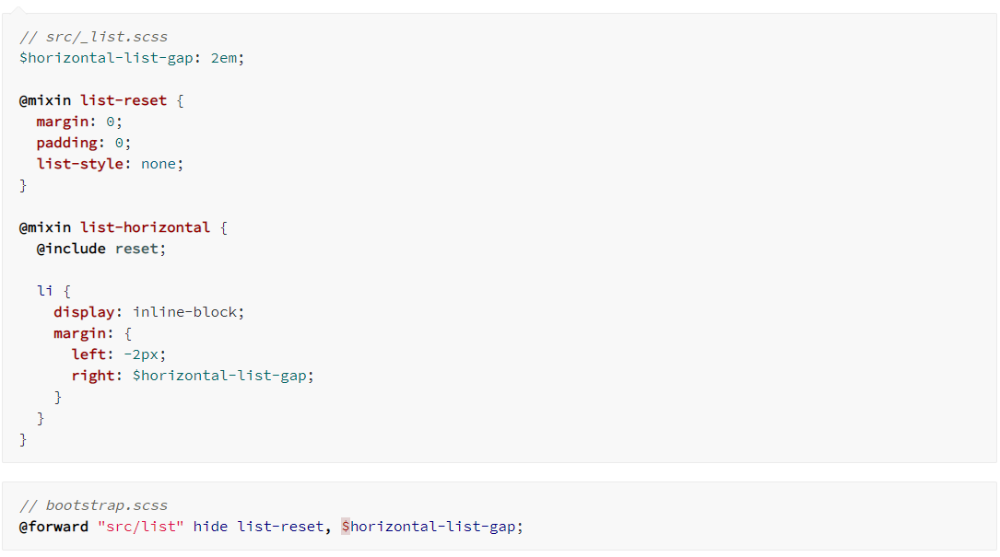 // src/_list.scss
$horizontal-list-gap: 2em;
@mixin list-reset {
margin: 0;
padding: 0;
list-style: none;
}
@mixin list-horizontal {
@include reset;
li {
display: inline-block;
margin: {
left: -2px;
right: $horizontal-list-gap;
}
}
}
// bootstrap.scss
@forward "src/list" hide list-reset, $horizontal-list-gap;